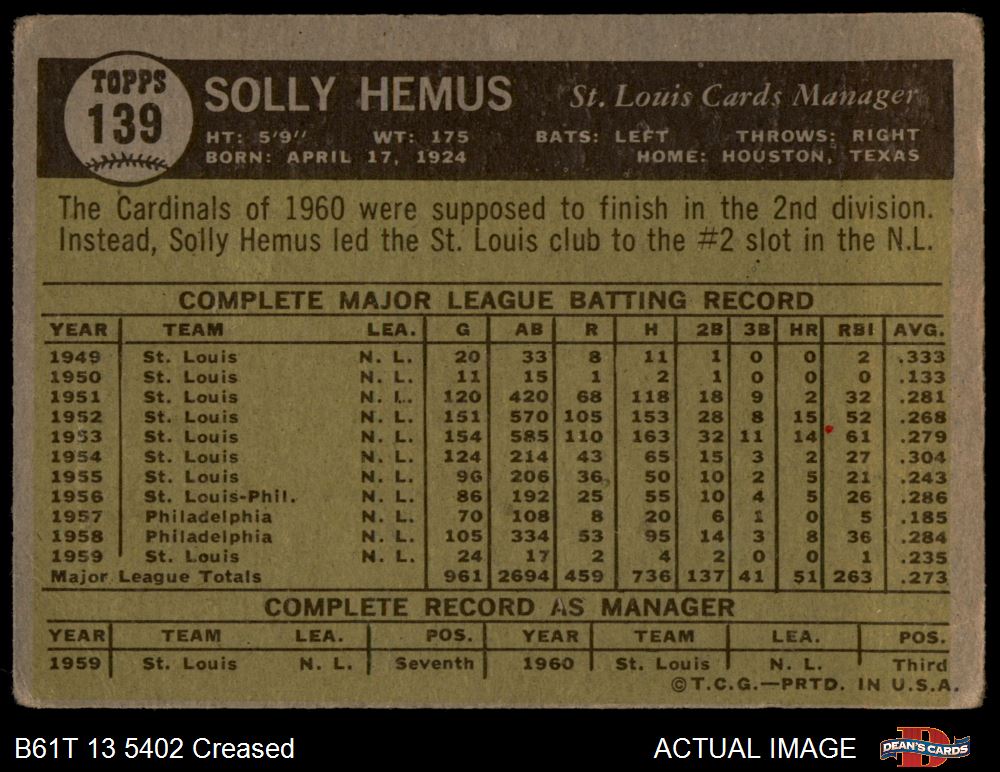 TOPPS
139
SOLLY HEMUS St. Louis Cards Manager
HT: 5'9" WT: 175 BATS: LEFT THROWS: RIGHT
BORN: APRIL 17, 1924 HOME: HOUSTON, TEXAS
The Cardinals of 1960 were supposed to finish in the 2nd division.
Instead, Solly Hemus led the St. Louis club to the #2 slot in the N.L.
COMPLETE MAJOR LEAGUE BATTING RECORD
YEAR TEAM LEA. G AB R H 2B 3B HR RBI AVG.
1949 St. Louis N. L. 20 33 8 11 1 0 0 2 .333
1950 St. Louis N. L. 11 15 1 2 1 0 0 0 .133
1951 St. Louis N. L. 120 420 68 118 18 9 2 32 .281
1952 St. Louis N. L. 151 570 105 153 28 8 15 52 .268
1953 St. Louis N. L. 154 585 110 163 32 11 14 61 .279
1954 St. Louis N. L. 124 214 43 65 15 3 2 27 .304
1955 St. Louis N. L. 96 206 36 50 10 2 5 21 .243
1956 St. Louis-Phil. N. L. 86 192 25 55 10 4 5 26 .286
1957 Philadelphia N. L. 70 108 8 20 6 1 0 5 .185
1958 Philadelphia N. L. 105 334 53 95 14 3 8 36 .284
1959 St. Louis N. L. 24 17 2 4 2 0 0 1 .235
Major League Totals 961 2694 459 736 137 41 51 263 .273
COMPLETE RECORD AS MANAGER
YEAR TEAM LEA. POS. YEAR TEAM LEA. POS.
1959 St. Louis N. L. Seventh 1960 St. Louis N. L. Third
©T.C.G.—PRTD. IN U.S.A.
B61T 13 5402 Creased ACTUAL IMAGE DEAN'S CARDS